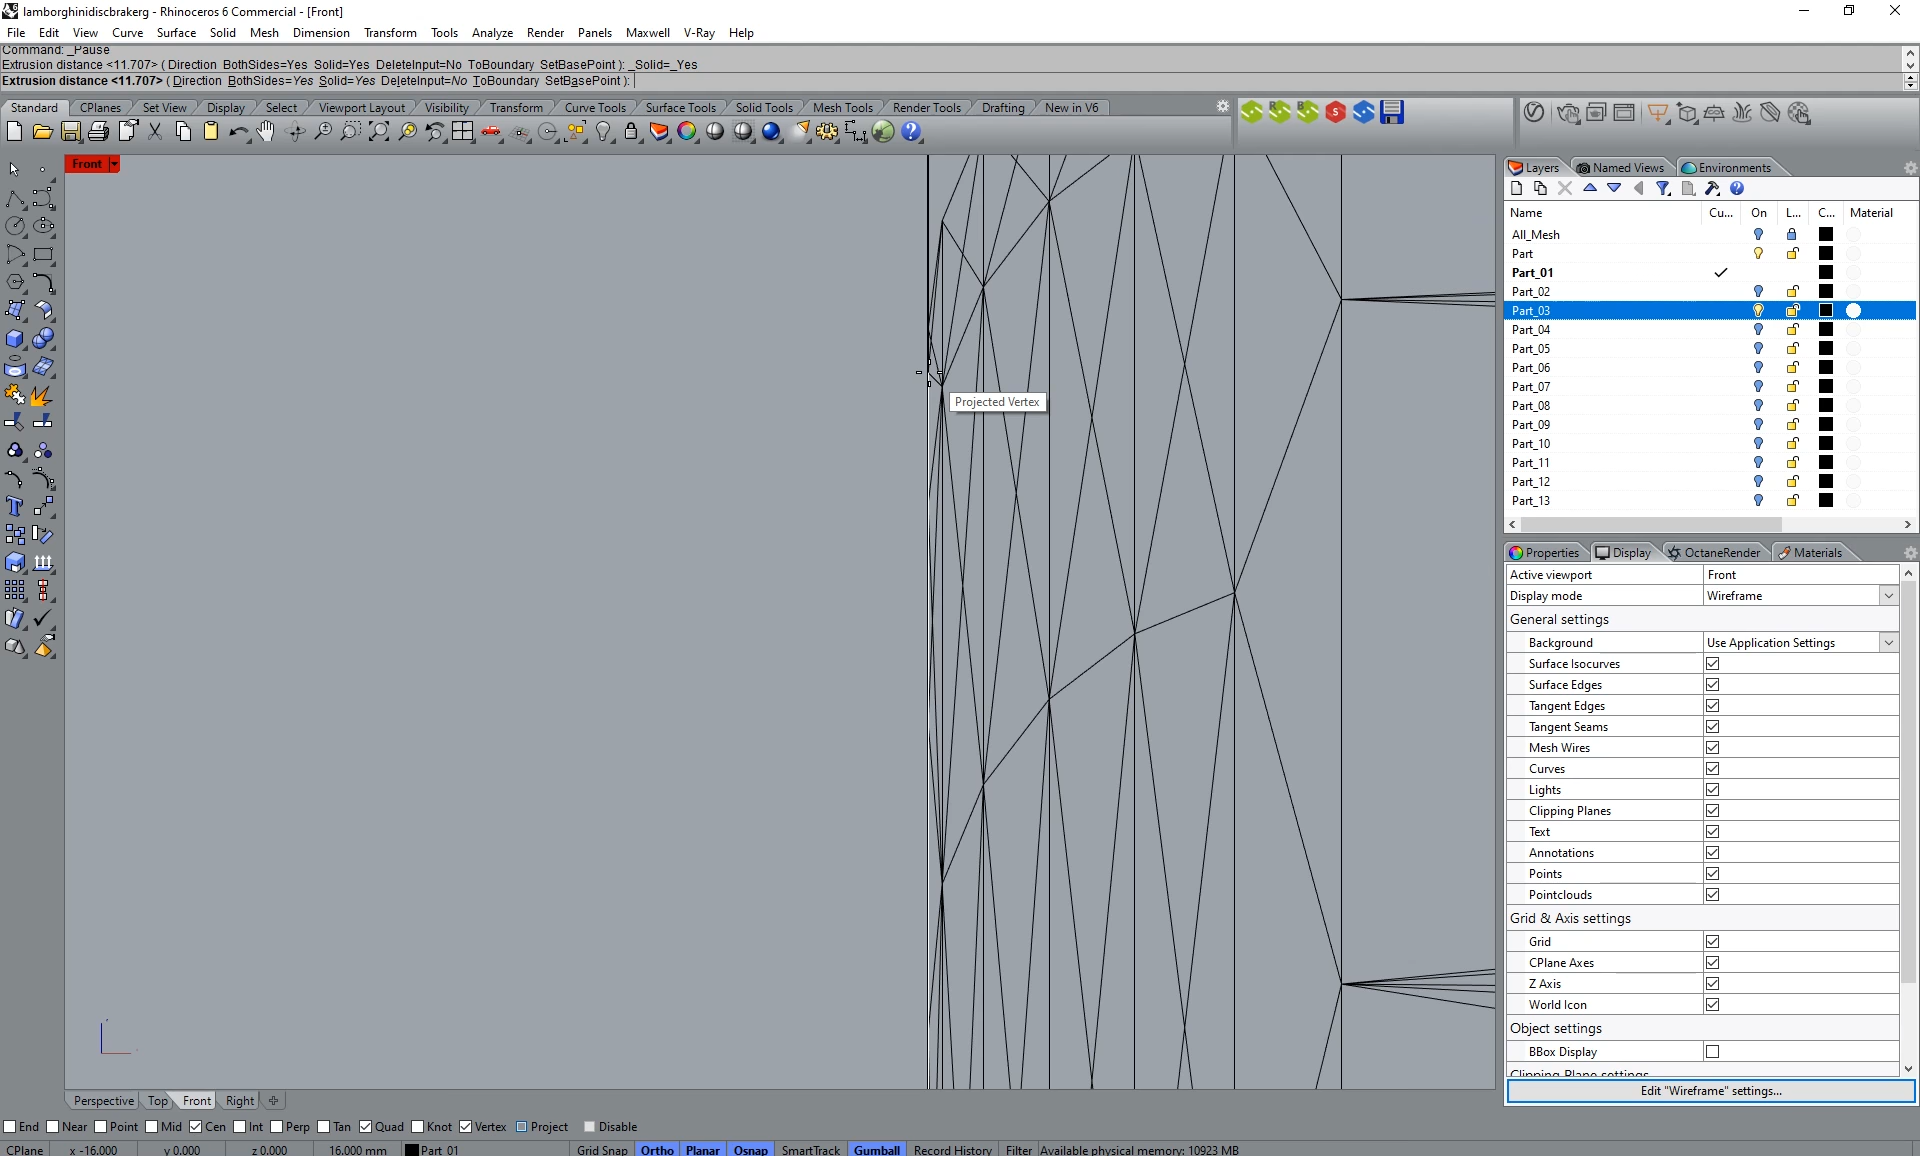 lamborghinidiscbrakerg - Rhinoceros 6 Commercial - [Front]
File Edit View Curve Surface Solid Mesh Dimension Transform Tools Analyze Render Panels Maxwell V-Ray Help
Command: _Pause
Extrusion distance <11.707> ( Direction BothSides=Yes Solid=Yes DeleteInput=No ToBoundary SetBasePoint ): _Solid=_Yes
Extrusion distance <11.707> ( Direction BothSides=Yes Solid=Yes DeleteInput=No ToBoundary SetBasePoint ):
Standard CPlanes Set View Display Select Viewport Layout Visibility Transform Curve Tools Surface Tools Solid Tools Mesh Tools Render Tools Drafting New in V6
Front
Layers Named Views Environments
Name Cu... On L... C... Material
All_Mesh
Part
Part_01
Part_02
Part_03
Part_04
Part_05
Part_06
Part_07
Part_08
Part_09
Part_10
Part_11
Part_12
Part_13
Projected Vertex
Properties Display OctaneRender Materials
Active viewport Front
Display mode Wireframe
General settings
Background Use Application Settings
Surface Isocurves
Surface Edges
Tangent Edges
Tangent Seams
Mesh Wires
Curves
Lights
Clipping Planes
Text
Annotations
Points
Pointclouds
Grid & Axis settings
Grid
CPlane Axes
Z Axis
World Icon
Object settings
BBox Display
Clipping Plane settings
Edit "Wireframe" settings...
Perspective Top Front Right
End Near Point Mid Cen Int Perp Tan Quad Knot Vertex Project Disable
CPlane x -16.000 y 0.000 z 0.000 16.000 mm Part_01 Grid Snap Ortho Planar Osnap SmartTrack Gumball Record History Filter Available physical memory: 10923 MB